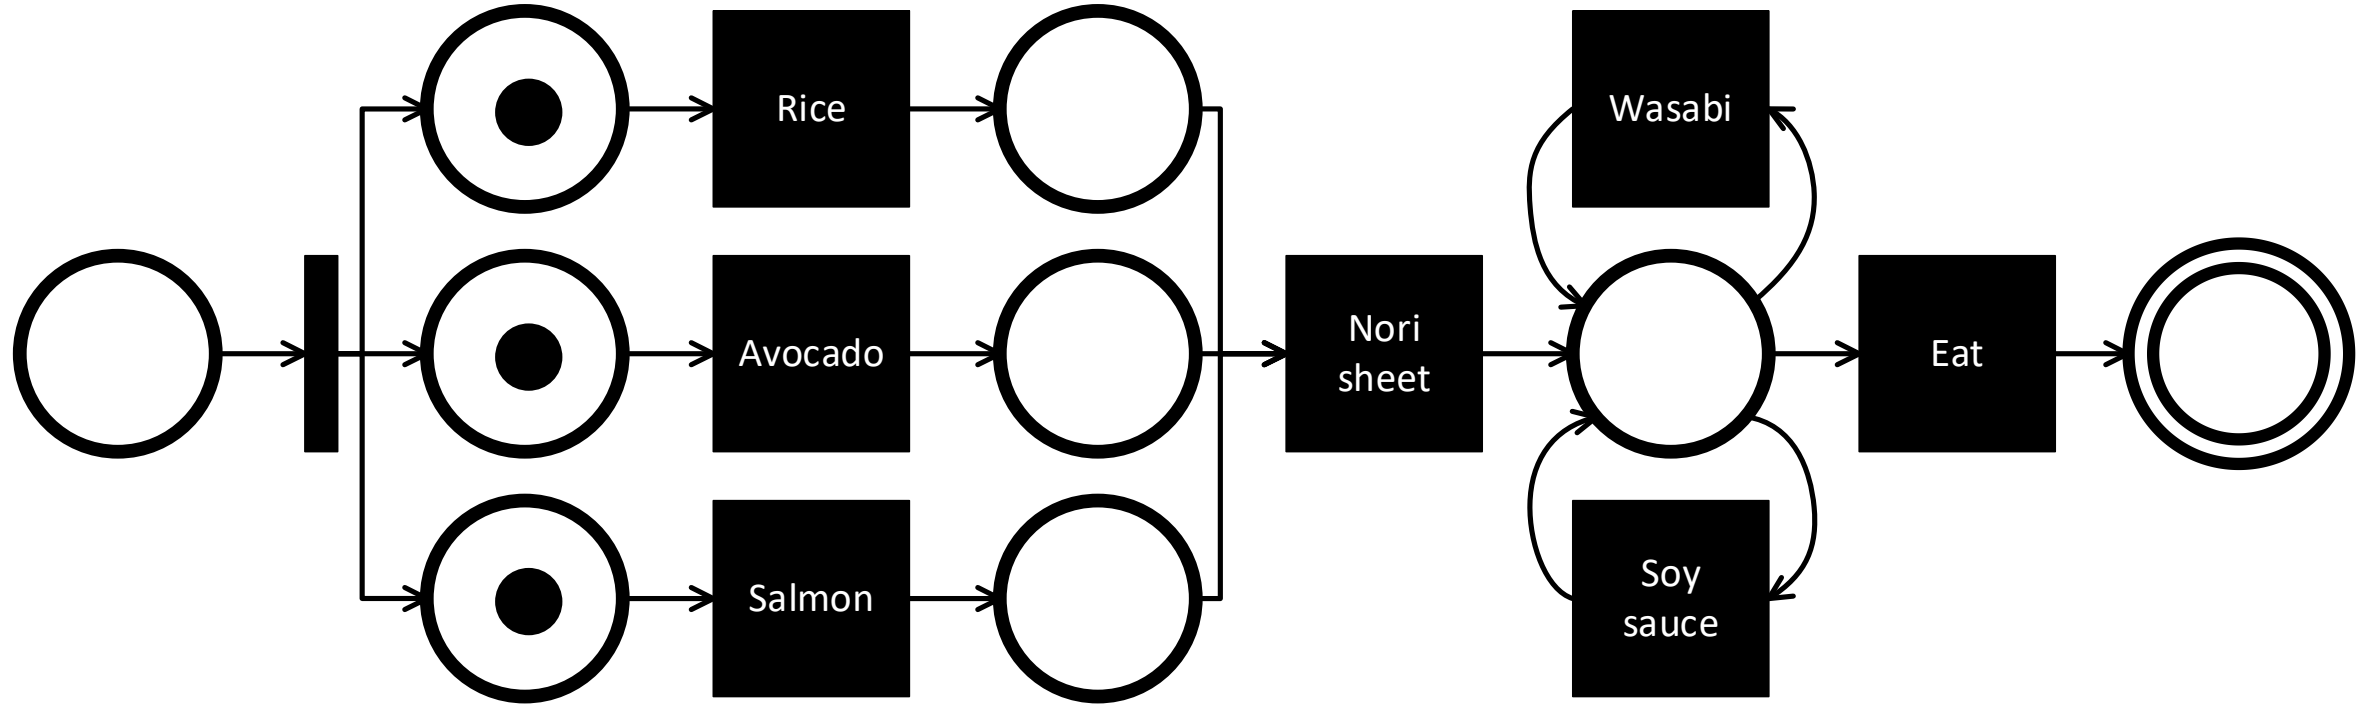 Rice
Wasabi
Avocado
Nori
sheet
Eat
Salmon
Soy
sauce